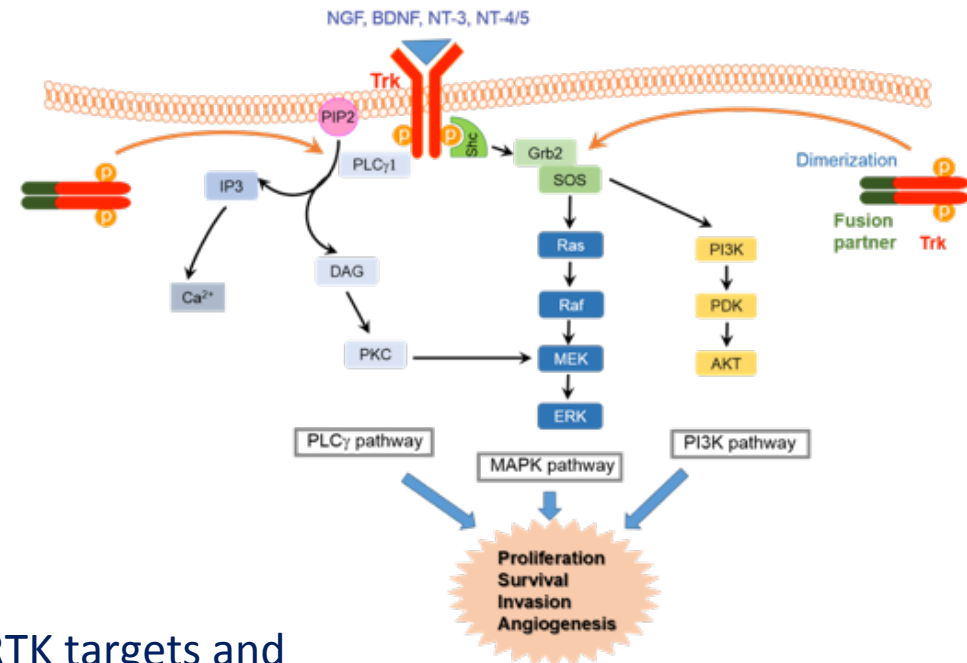 NGF, BDNF, NT-3, NT-4/5
Trk
PIP2
P
P
Shc
PLCγ1
Grb2
SOS
Dimerization
P
P
P
P
Fusion
partner
Trk
IP3
Ras
PI3K
DAG
Ca²⁺
Raf
PDK
PKC
MEK
AKT
ERK
PLCγ pathway
MAPK pathway
PI3K pathway
Proliferation
Survival
Invasion
Angiogenesis
RTK targets and